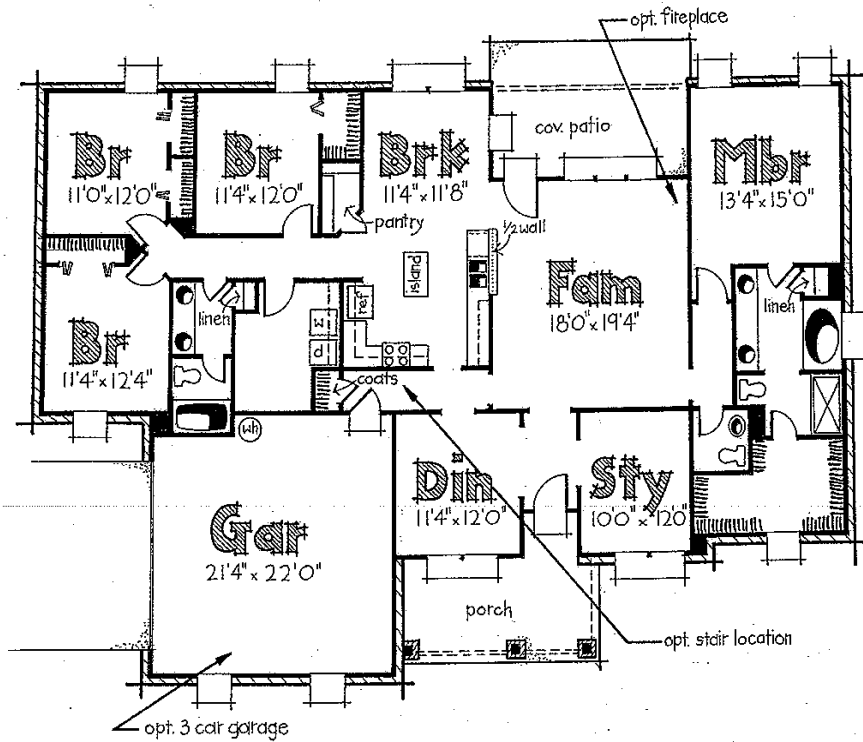 opt. fireplace
Br
11'0"x12'0"
Br
11'4"x12'0"
Brk
11'4"x11'8"
cov. patio
Mbr
13'4"x15'0"
pantry
1/2 wall
island
Fam
18'0"x19'4"
linen
ref
linen
W
D
Br
11'4"x12'4"
coats
wh
Din
11'4"x12'0"
Sty
10'0"x12'0
Gar
21'4"x22'0"
porch
opt. stair location
opt. 3 car garage